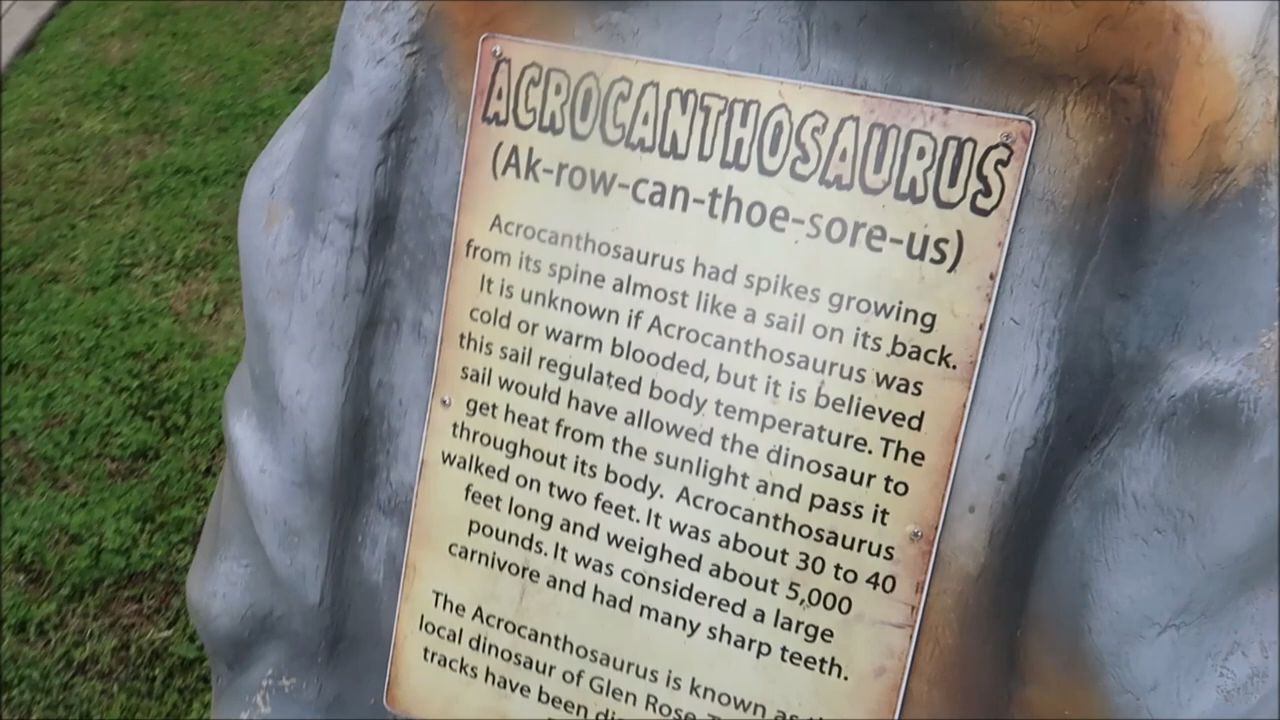 ACROCANTHOSAURUS
(Ak-row-can-thoe-sore-us)
Acrocanthosaurus had spikes growing
from its spine almost like a sail on its back.
It is unknown if Acrocanthosaurus was
cold or warm blooded, but it is believed
this sail regulated body temperature. The
sail would have allowed the dinosaur to
get heat from the sunlight and pass it
throughout its body. Acrocanthosaurus
walked on two feet. It was about 30 to 40
feet long and weighed about 5,000
pounds. It was considered a large
carnivore and had many sharp teeth.
The Acrocanthosaurus is known as
local dinosaur of Glen Rose
tracks have been